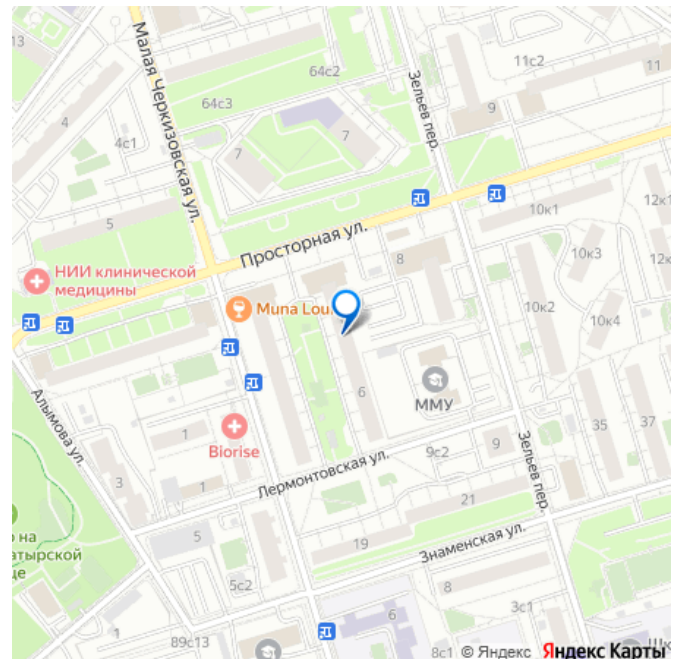 13
Малая Черкизовская ул.
64с2
64с3
11с2
11
Зельев пер.
9
4
4с1
7
7
5
Просторная ул.
10к1
12к1
8
10к3
НИИ клинической
медицины
Muna Lou
10к2
10к4
6
ММУ
Алымова ул.
1
Biorise
3
1
Лермонтовская ул.
9с2
9
35
37
Зельев пер.
21
5
19
Знаменская ул.
5с2
8
3с1
6
1
89с13
8с1
© Яндекс Яндекс Карты